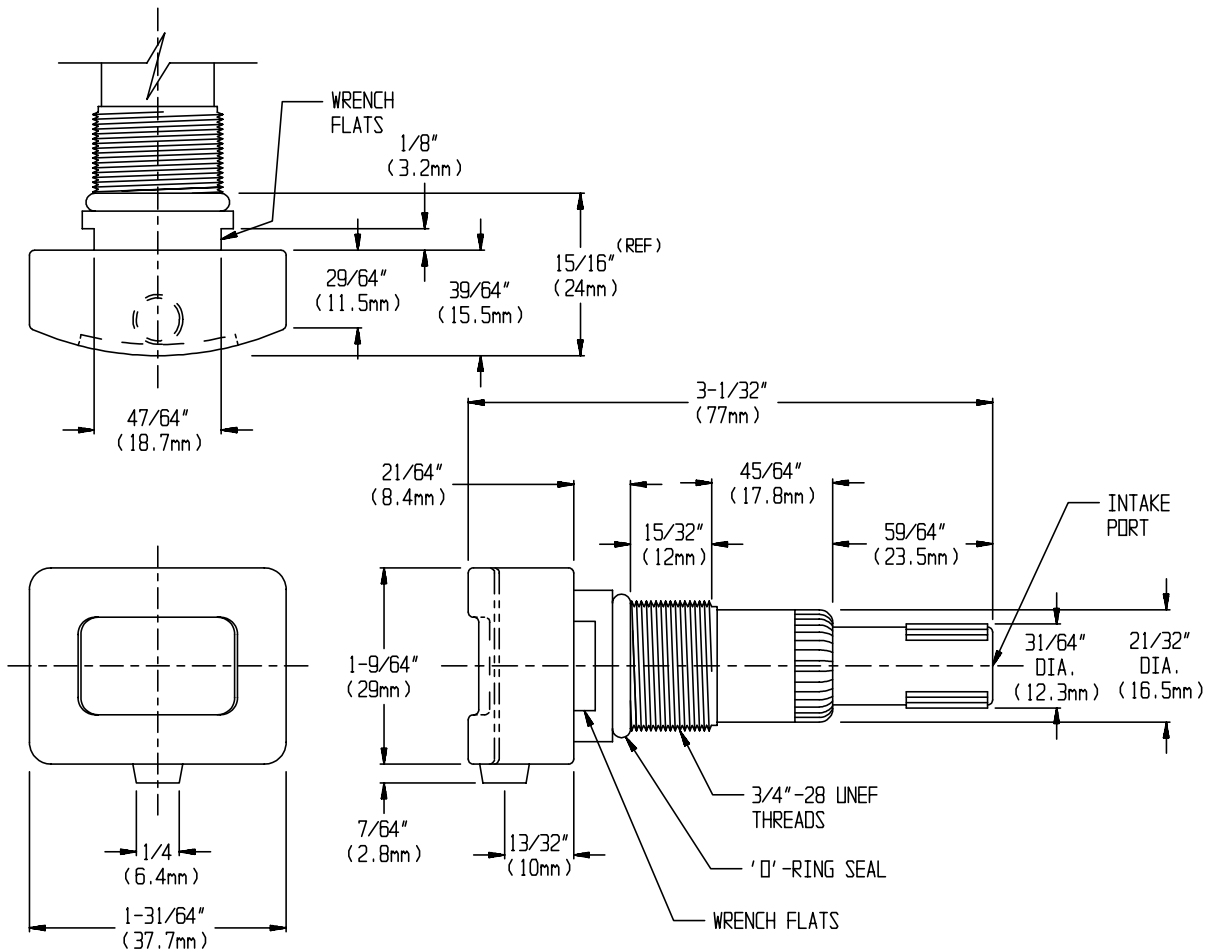 WRENCH
FLATS
1/8"
(3.2mm)
(REF)
15/16"
(24mm)
29/64"
(11.5mm)
39/64"
(15.5mm)
47/64"
(18.7mm)
3-1/32"
(77mm)
21/64"
(8.4mm)
45/64"
(17.8mm)
15/32"
(12mm)
59/64"
(23.5mm)
INTAKE
PORT
1-9/64"
(29mm)
31/64"
DIA.
(12.3mm)
21/32"
DIA.
(16.5mm)
3/4"-28 UNEF
THREADS
7/64"
(2.8mm)
13/32"
(10mm)
'O'-RING SEAL
WRENCH FLATS
1/4
(6.4mm)
1-31/64"
(37.7mm)